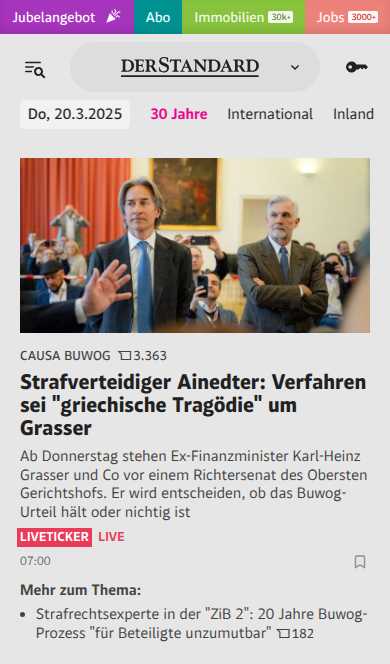 Jubelangebot
Abo
Immobilien 30k+
Jobs 3000+
DERSTANDARD
Do, 20.3.2025
30 Jahre
International
Inland
CAUSA BUWOG 3.363
Strafverteidiger Ainedter: Verfahren
sei "griechische Tragödie" um
Grasser
Ab Donnerstag stehen Ex-Finanzminister Karl-Heinz
Grasser und Co vor einem Richtersenat des Obersten
Gerichtshofs. Er wird entscheiden, ob das Buwog-
Urteil hält oder nichtig ist
LIVETICKER LIVE
07:00
Mehr zum Thema:
• Strafrechtsexperte in der "ZiB 2": 20 Jahre Buwog-
Prozess "für Beteiligte unzumutbar" 182